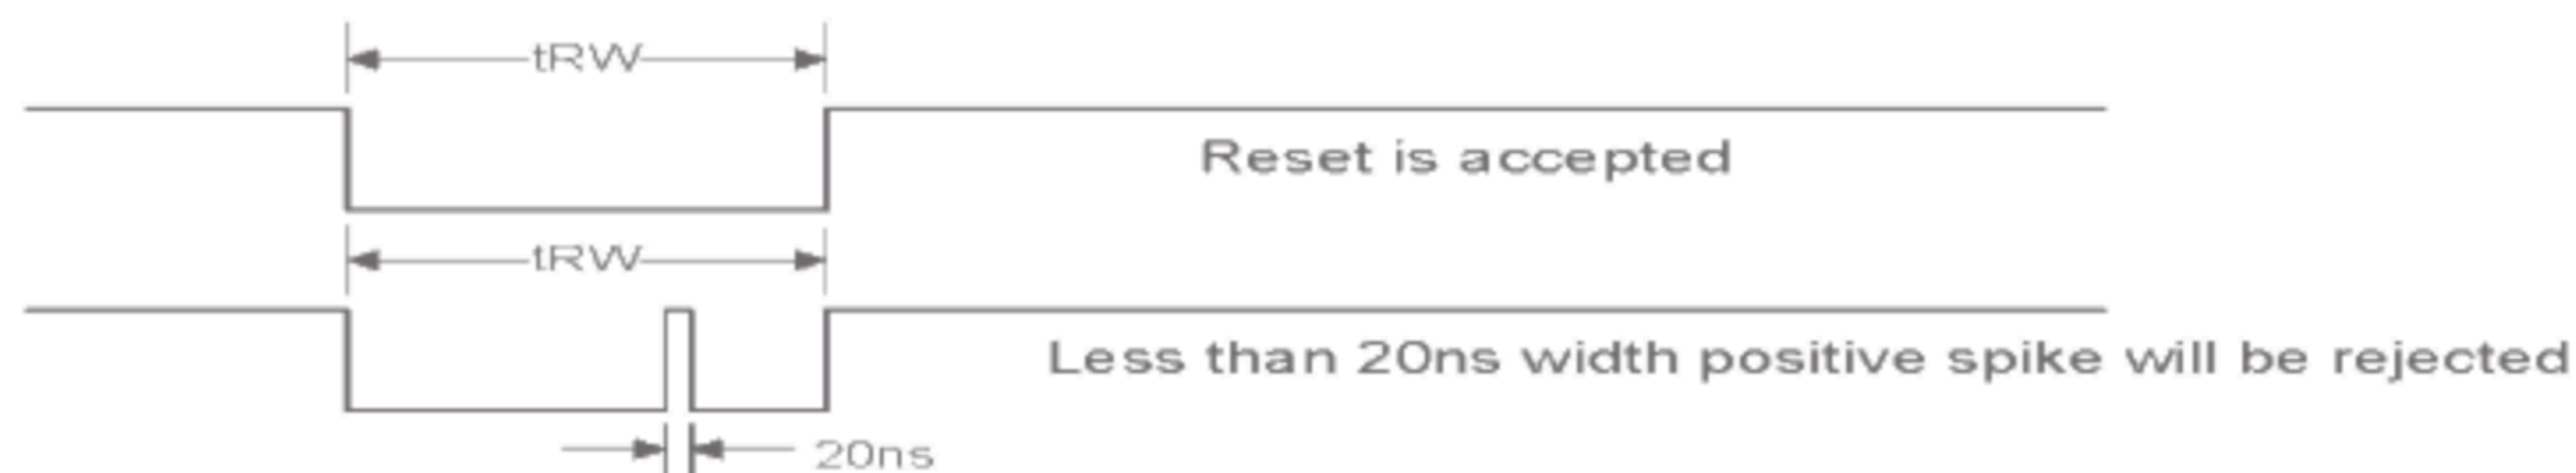 tRW
Reset is accepted
tRW
Less than 20ns width positive spike will be rejected
20ns